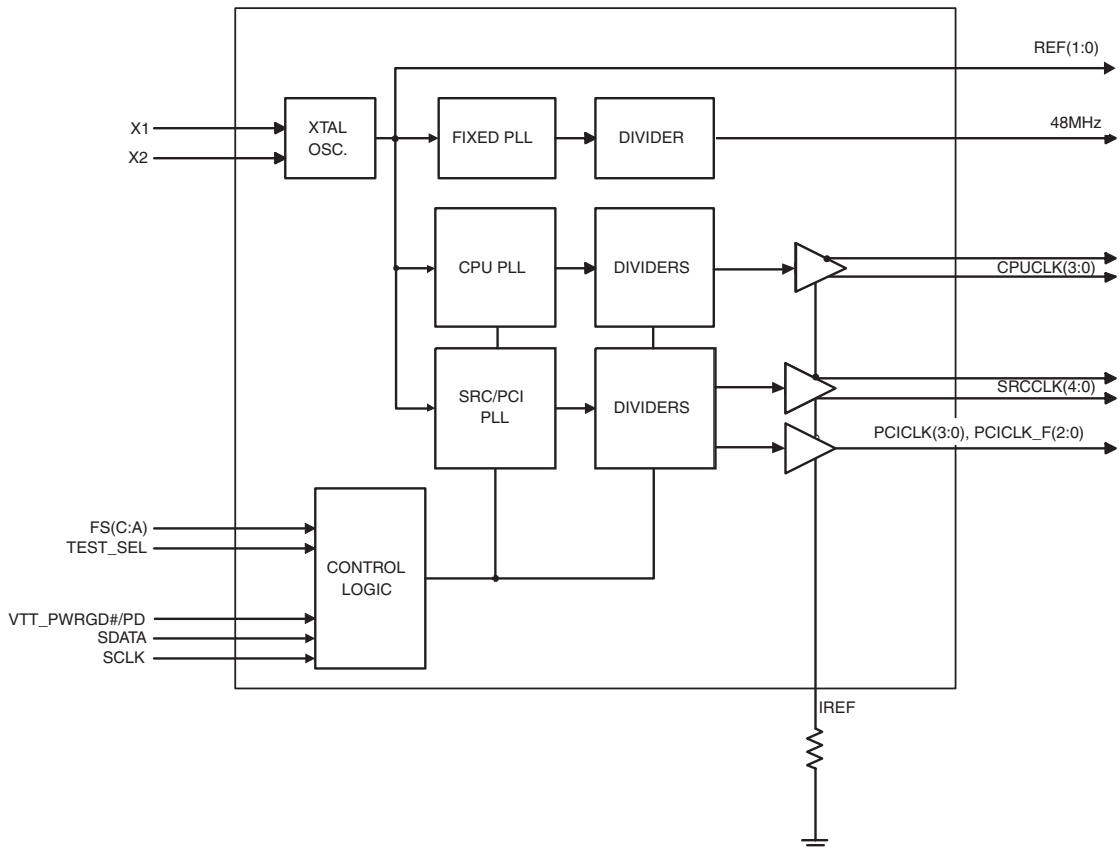 REF(1:0)
X1
X2
XTAL
OSC.
FIXED PLL
DIVIDER
48MHz
CPU PLL
DIVIDERS
CPUCLK(3:0)
SRC/PCI
PLL
DIVIDERS
SRCCLK(4:0)
PCICLK(3:0), PCICLK_F(2:0)
FS(C:A)
TEST_SEL
VTT_PWRGD#/PD
SDATA
SCLK
CONTROL
LOGIC
IREF